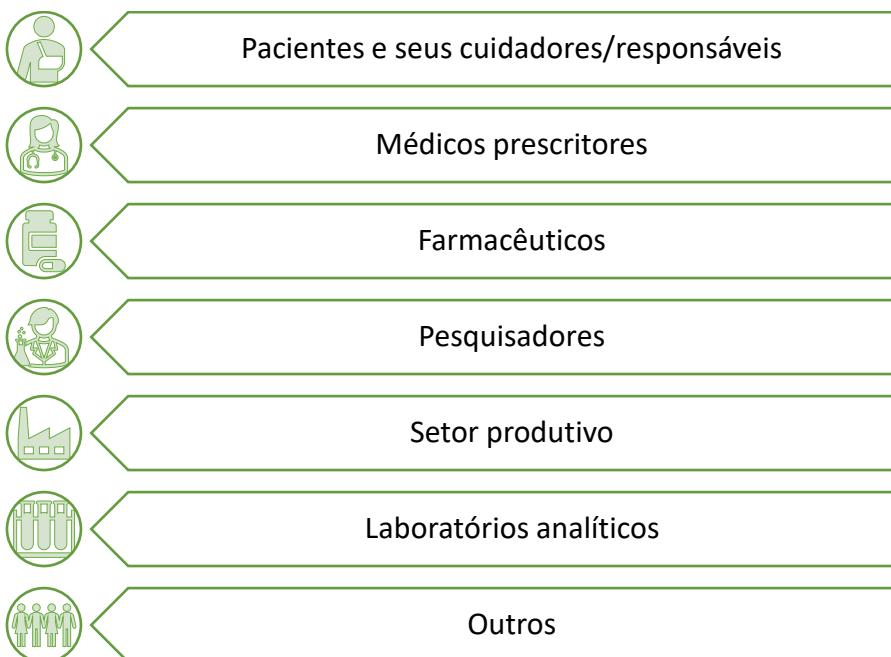 Pacientes e seus cuidadores/responsáveis
Médicos prescritores
Farmacêuticos
Pesquisadores
Setor produtivo
Laboratórios analíticos
Outros